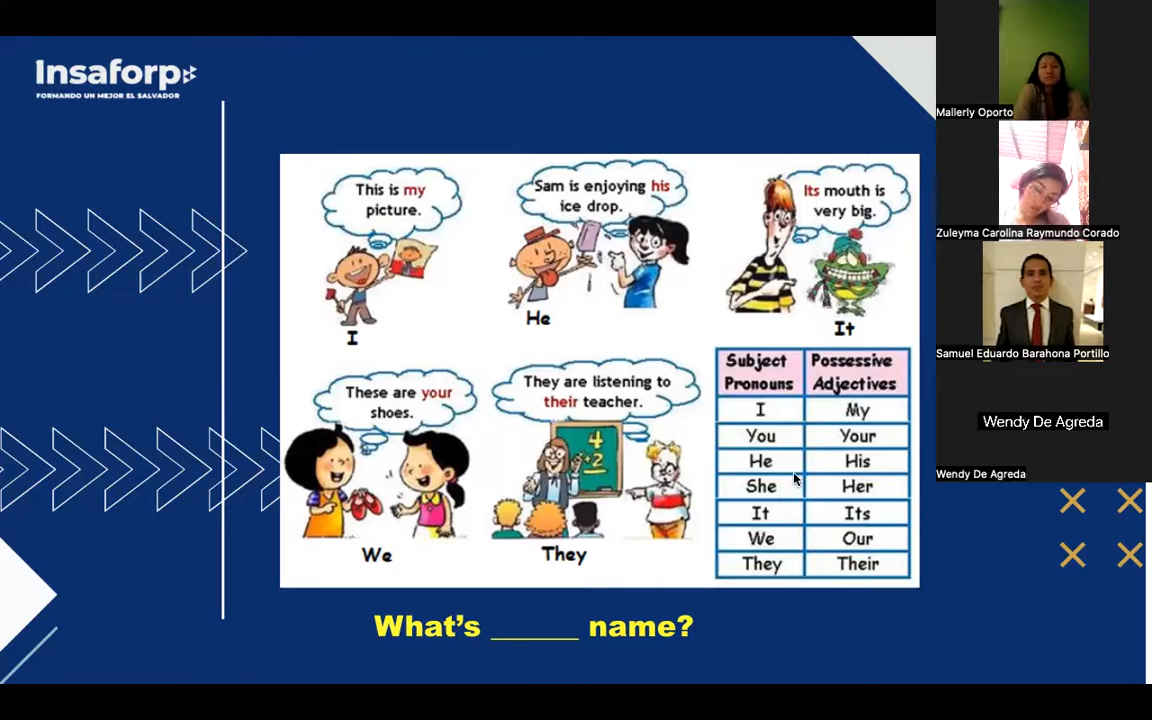 Insaforp
FORMANDO UN MEJOR EL SALVADOR
This is my
picture.
I
Sam is enjoying his
ice drop.
He
Its mouth is
very big.
It
These are your
shoes.
We
They are listening to
their teacher.
4
+2
They
Subject Pronouns Possessive Adjectives
I My
You Your
He His
She Her
It Its
We Our
They Their
What's ______ name?
Mallerly Oporto
Zuleyma Carolina Raymundo Corado
Samuel Eduardo Barahona Portillo
Wendy De Agreda
Wendy De Agreda